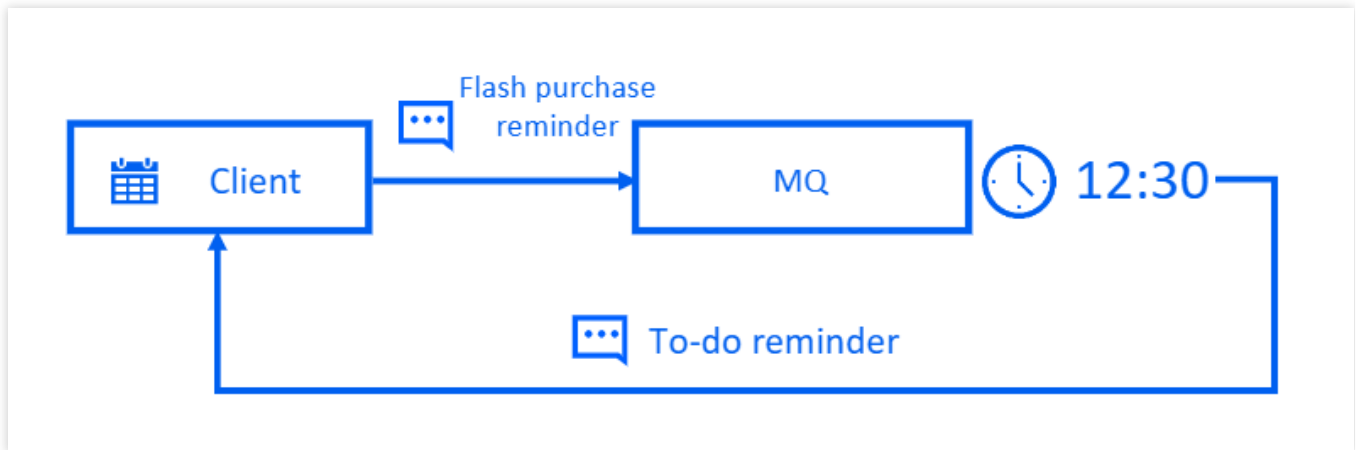 Flash purchase
reminder
Client
MQ
12:30
To-do reminder